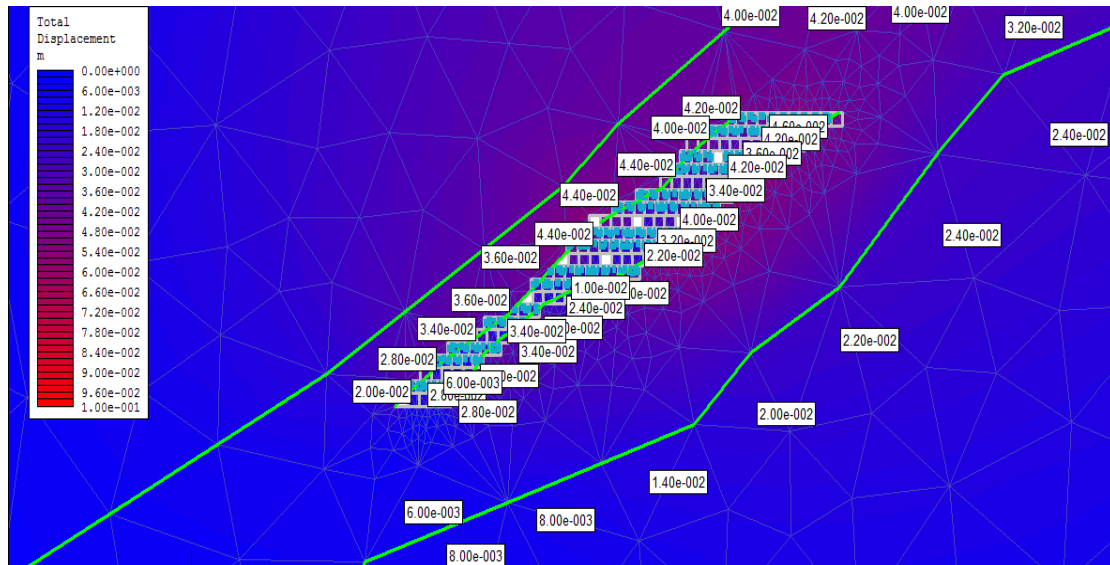 Total
Displacement
m
0.00e+000
6.00e-003
1.20e-002
1.80e-002
2.40e-002
3.00e-002
3.60e-002
4.20e-002
4.80e-002
5.40e-002
6.00e-002
6.60e-002
7.20e-002
7.80e-002
8.40e-002
9.00e-002
9.60e-002
1.00e-001
4.00e-002
4.20e-002
4.00e-002
3.20e-002
4.20e-002
4.00e-002
4.60e-002
4.20e-002
2.40e-002
3.60e-002
4.40e-002
4.20e-002
4.40e-002
3.40e-002
4.00e-002
4.40e-002
3.20e-002
2.40e-002
3.60e-002
2.20e-002
1.00e-002
3.60e-002
2.40e-002
3.40e-002
3.40e-002
2.20e-002
3.40e-002
2.80e-002
6.00e-003
2.00e-002
2.80e-002
2.00e-002
1.40e-002
6.00e-003
8.00e-003
8.00e-003